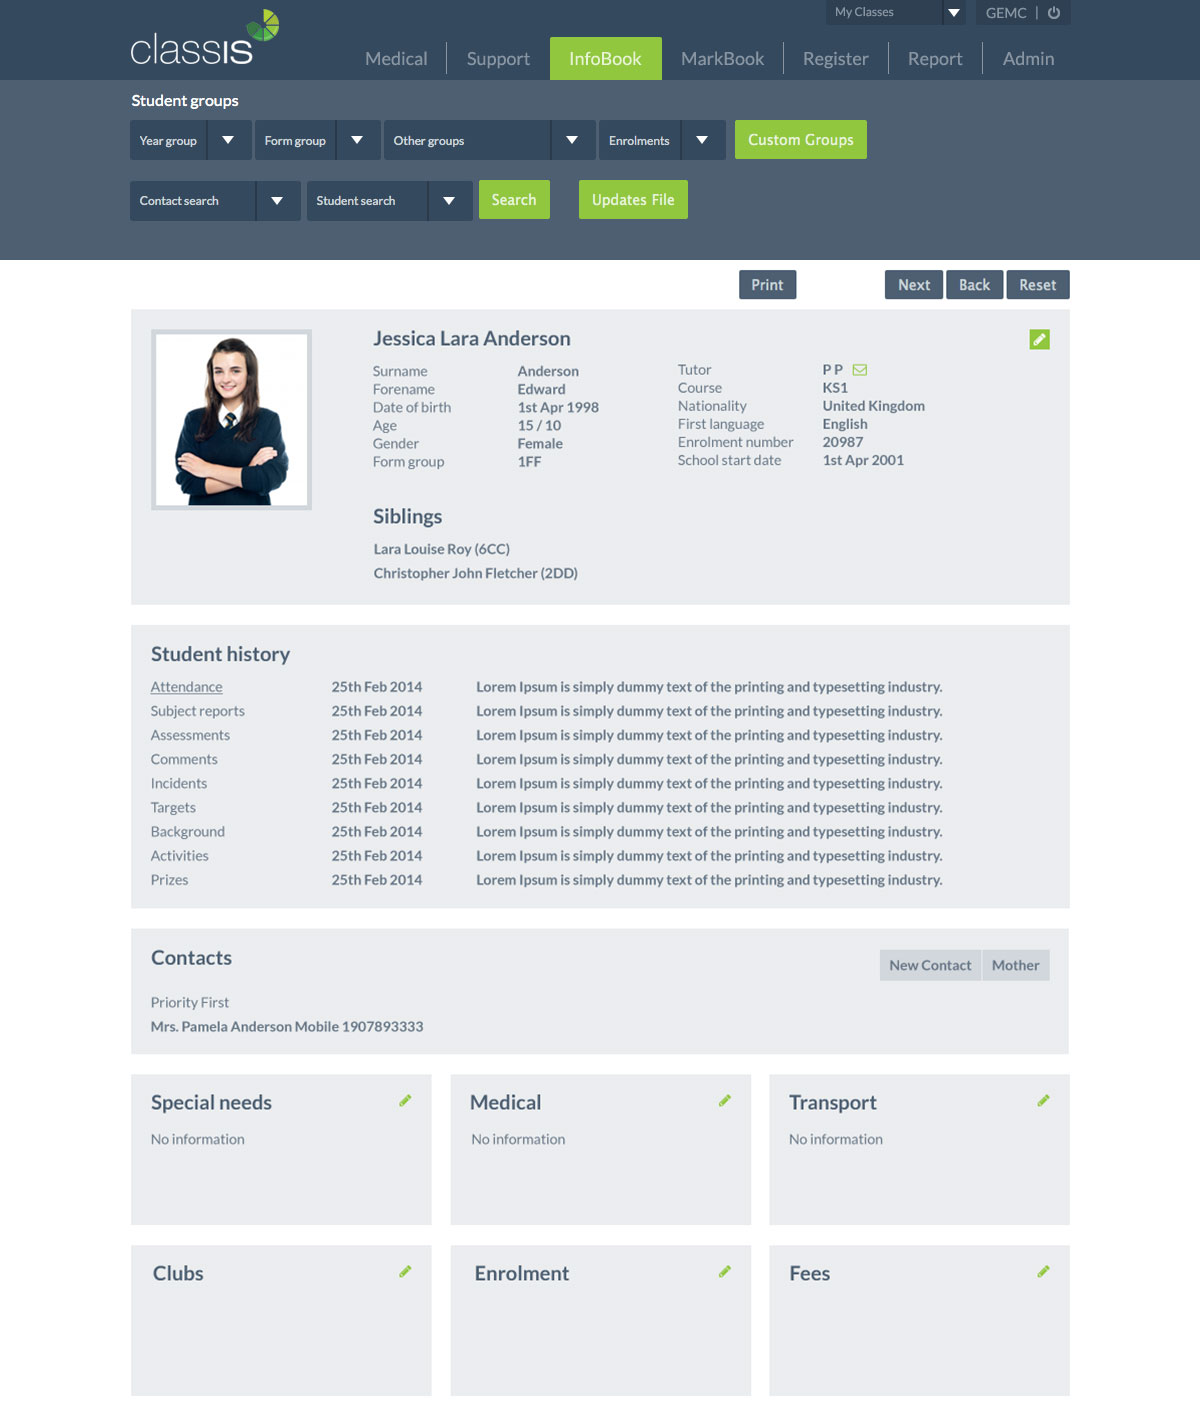 My Classes
GEMC |
classIS
Medical
Support
InfoBook
MarkBook
Register
Report
Admin
Student groups
Year group
Form group
Other groups
Enrolments
Custom Groups
Contact search
Student search
Search
Updates File
Print
Next
Back
Reset
Jessica Lara Anderson
Surname Anderson
Forename Edward
Date of birth 1st Apr 1998
Age 15 / 10
Gender Female
Form group 1FF
Tutor P P
Course KS1
Nationality United Kingdom
First language English
Enrolment number 20987
School start date 1st Apr 2001
Siblings
Lara Louise Roy (6CC)
Christopher John Fletcher (2DD)
Student history
Attendance 25th Feb 2014 Lorem Ipsum is simply dummy text of the printing and typesetting industry.
Subject reports 25th Feb 2014 Lorem Ipsum is simply dummy text of the printing and typesetting industry.
Assessments 25th Feb 2014 Lorem Ipsum is simply dummy text of the printing and typesetting industry.
Comments 25th Feb 2014 Lorem Ipsum is simply dummy text of the printing and typesetting industry.
Incidents 25th Feb 2014 Lorem Ipsum is simply dummy text of the printing and typesetting industry.
Targets 25th Feb 2014 Lorem Ipsum is simply dummy text of the printing and typesetting industry.
Background 25th Feb 2014 Lorem Ipsum is simply dummy text of the printing and typesetting industry.
Activities 25th Feb 2014 Lorem Ipsum is simply dummy text of the printing and typesetting industry.
Prizes 25th Feb 2014 Lorem Ipsum is simply dummy text of the printing and typesetting industry.
Contacts
New Contact
Mother
Priority First
Mrs. Pamela Anderson Mobile 1907893333
Special needs
No information
Medical
No information
Transport
No information
Clubs
Enrolment
Fees